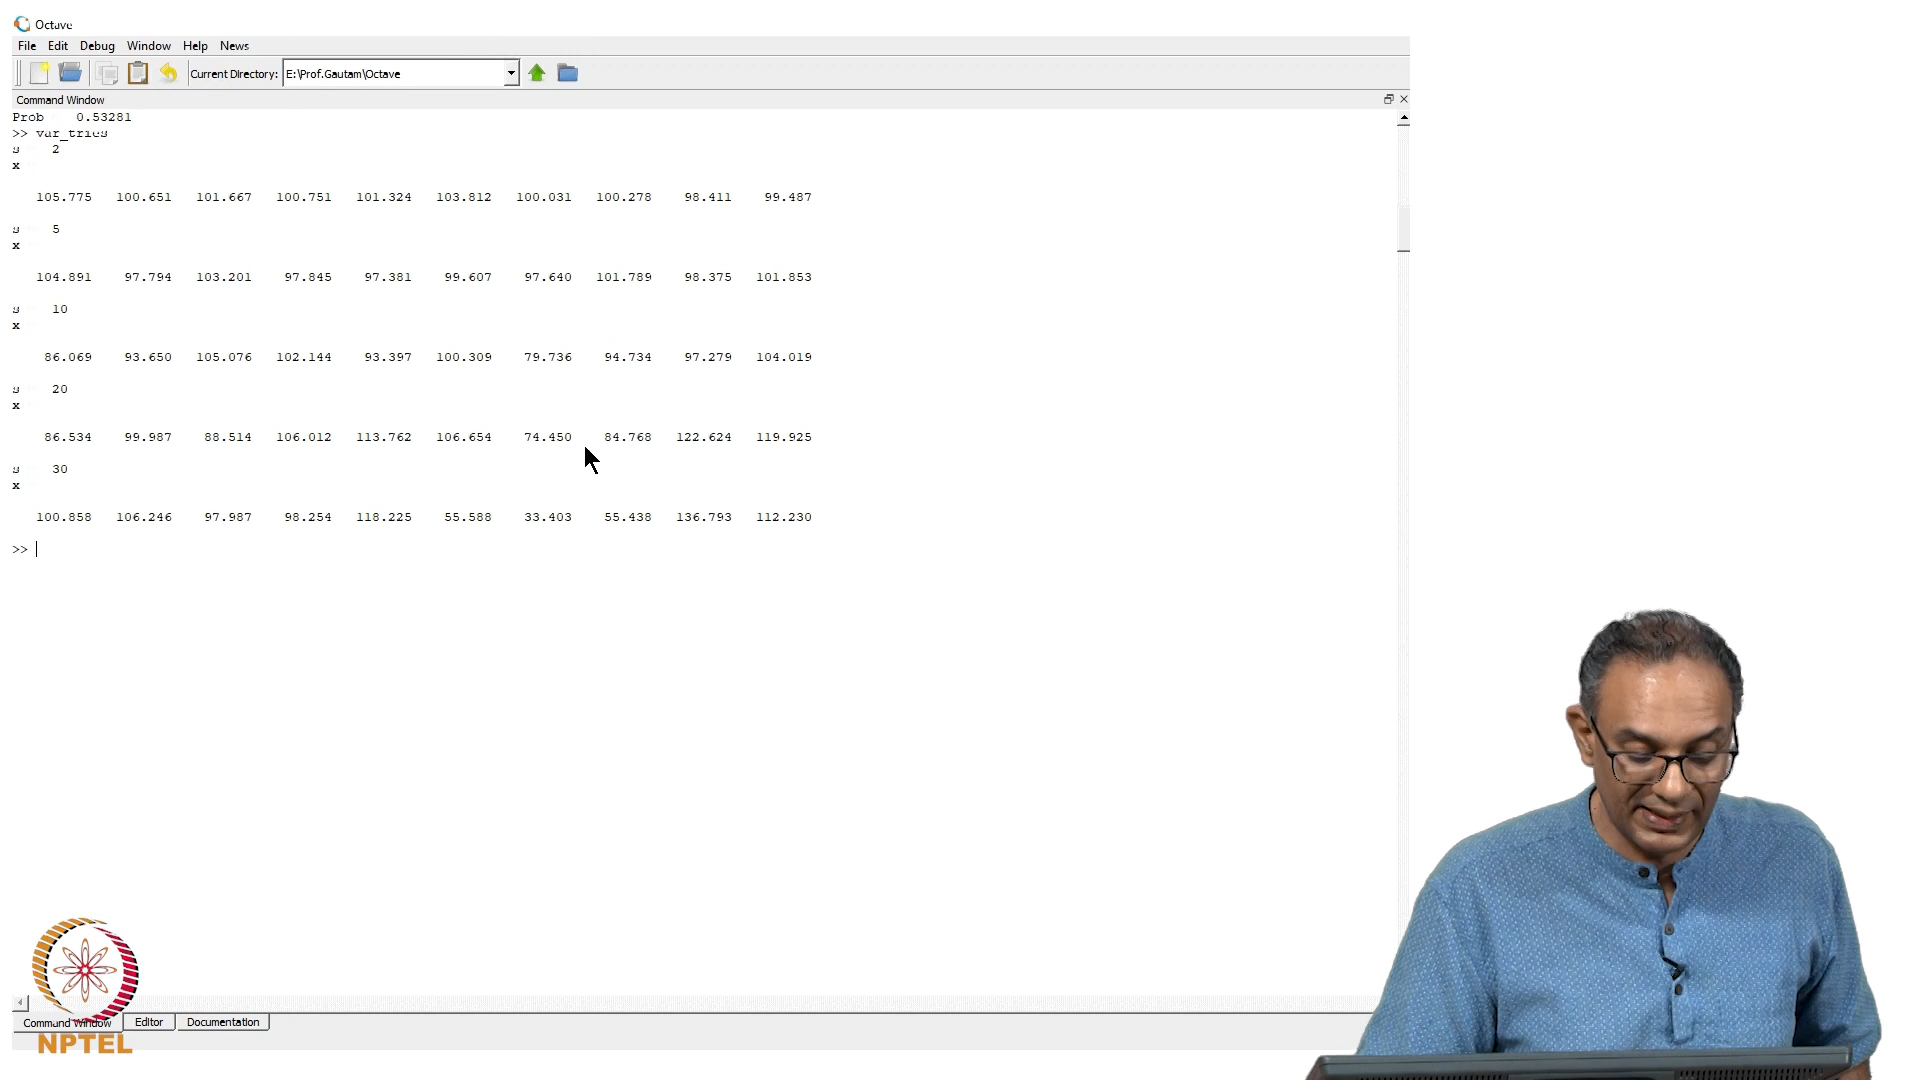 Octave
File Edit Debug Window Help News
Current Directory: E:\Prof.Gautam\Octave
Command Window
Prob 0.53281
>> var_tries
s 2
x
105.775 100.651 101.667 100.751 101.324 103.812 100.031 100.278 98.411 99.487
s 5
x
104.891 97.794 103.201 97.845 97.381 99.607 97.640 101.789 98.375 101.853
s 10
x
86.069 93.650 105.076 102.144 93.397 100.309 79.736 94.734 97.279 104.019
s 20
x
86.534 99.987 88.514 106.012 113.762 106.654 74.450 84.768 122.624 119.925
s 30
x
100.858 106.246 97.987 98.254 118.225 55.588 33.403 55.438 136.793 112.230
>>
Command Window Editor Documentation
NPTEL